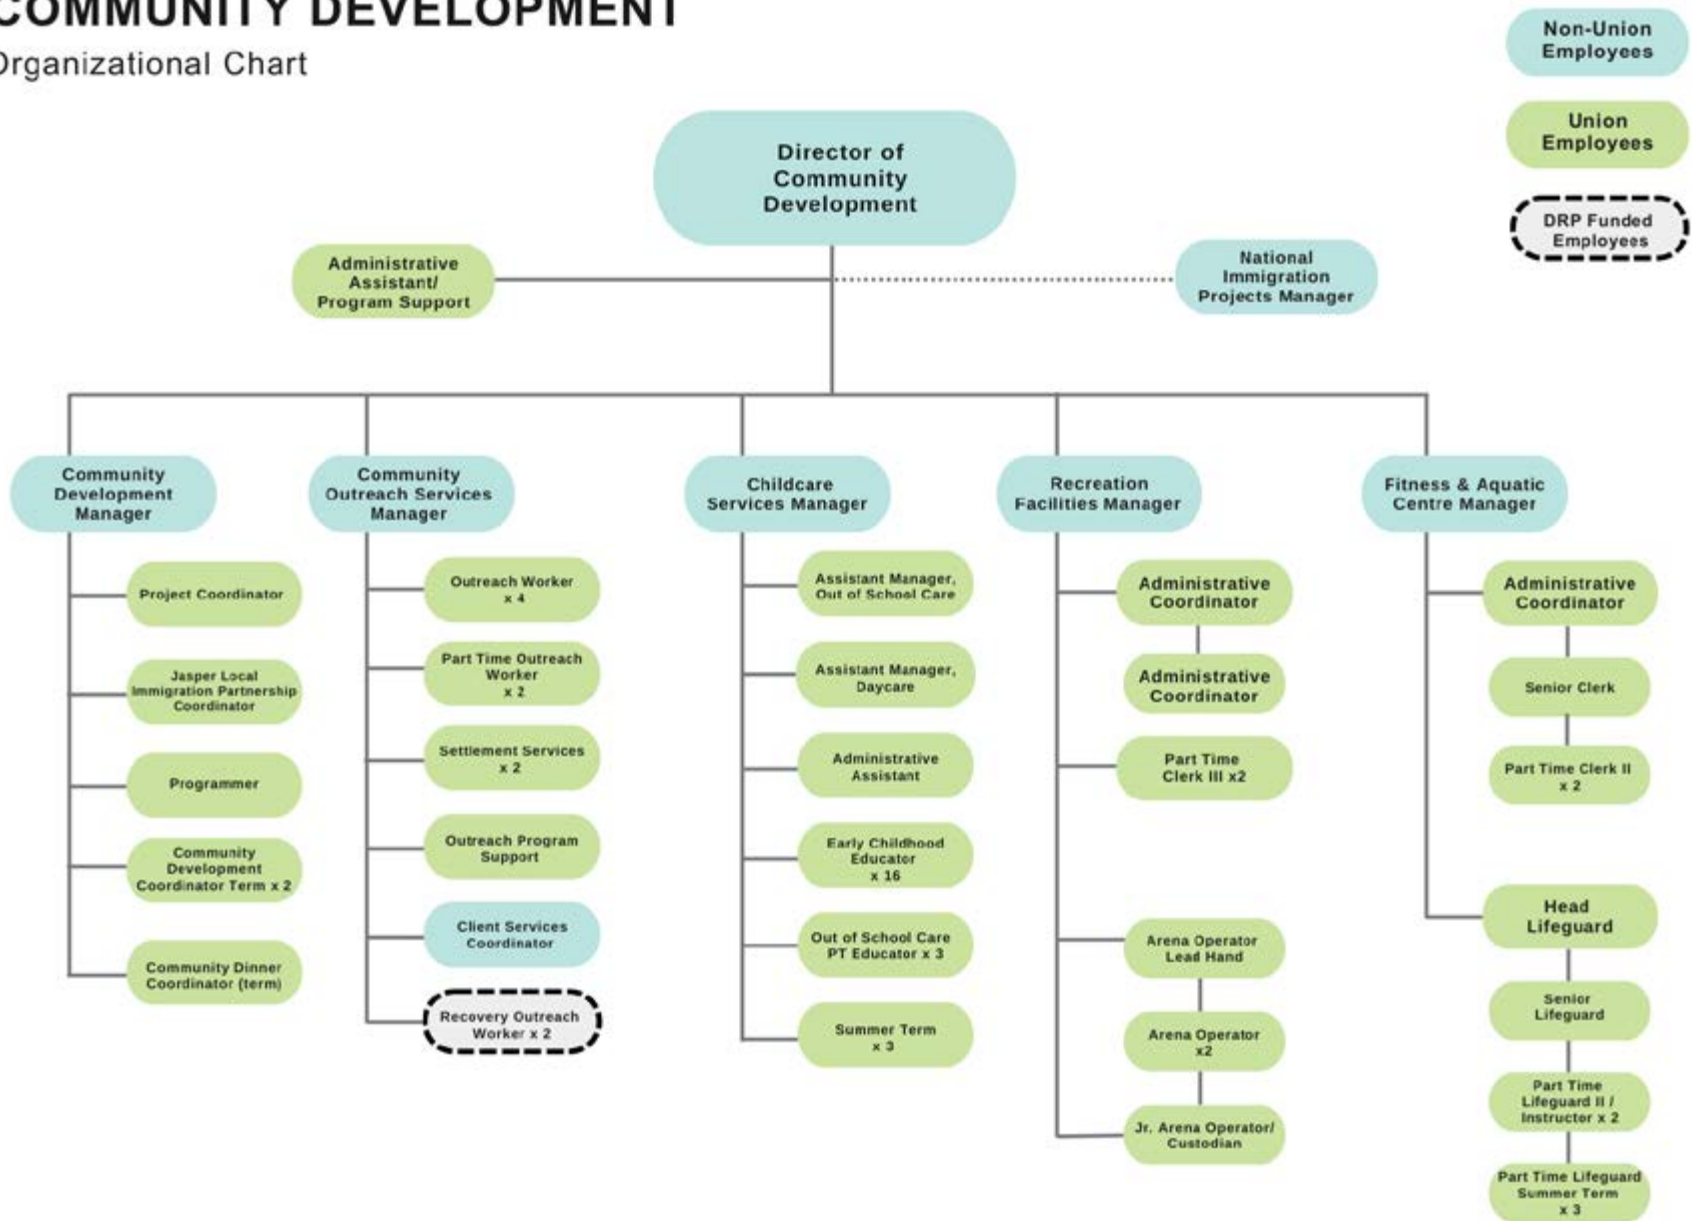 COMMUNITY DEVELOPMENT
Organizational Chart
Non-Union
Employees
Union
Employees
DRP Funded
Employees
Director of
Community
Development
Administrative
Assistant/
Program Support
National
Immigration
Projects Manager
Community
Development
Manager
Project Coordinator
Jasper Local
Immigration Partnership
Coordinator
Programmer
Community
Development
Coordinator Term x 2
Community Dinner
Coordinator (term)
Community
Outreach Services
Manager
Outreach Worker
x 4
Part Time Outreach
Worker
x 2
Settlement Services
x 2
Outreach Program
Support
Client Services
Coordinator
Recovery Outreach
Worker x 2
Childcare
Services Manager
Assistant Manager,
Out of School Care
Assistant Manager,
Daycare
Administrative
Assistant
Early Childhood
Educator
x 16
Out of School Care
PT Educator x 3
Summer Term
x 3
Recreation
Facilities Manager
Administrative
Coordinator
Administrative
Coordinator
Part Time
Clerk III x2
Arena Operator
Lead Hand
Arena Operator
x2
Jr. Arena Operator/
Custodian
Fitness & Aquatic
Centre Manager
Administrative
Coordinator
Senior Clerk
Part Time Clerk II
x 2
Head
Lifeguard
Senior
Lifeguard
Part Time
Lifeguard II /
Instructor x 2
Part Time Lifeguard
Summer Term
x 3